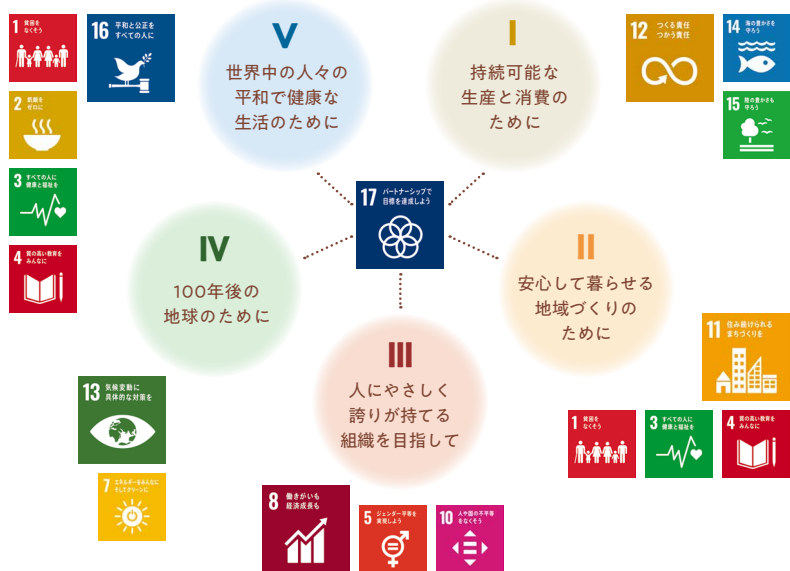 1 貧困を
なくそう
16 平和と公正を
すべての人に
2 飢餓を
ゼロに
3 すべての人に
健康と福祉を
4 質の高い教育を
みんなに
V
世界中の人々の
平和で健康な
生活のために
I
持続可能な
生産と消費の
ために
12 つくる責任
つかう責任
14 海の豊かさを
守ろう
15 陸の豊かさも
守ろう
17 パートナーシップで
目標を達成しよう
IV
100年後の
地球のために
II
安心して暮らせる
地域づくりの
ために
III
人にやさしく
誇りが持てる
組織を目指して
13 気候変動に
具体的な対策を
7 エネルギーをみんなに
そしてクリーンに
11 住み続けられる
まちづくりを
1 貧困を
なくそう
3 すべての人に
健康と福祉を
4 質の高い教育を
みんなに
8 働きがいも
経済成長も
5 ジェンダー平等を
実現しよう
10 人や国の不平等
をなくそう